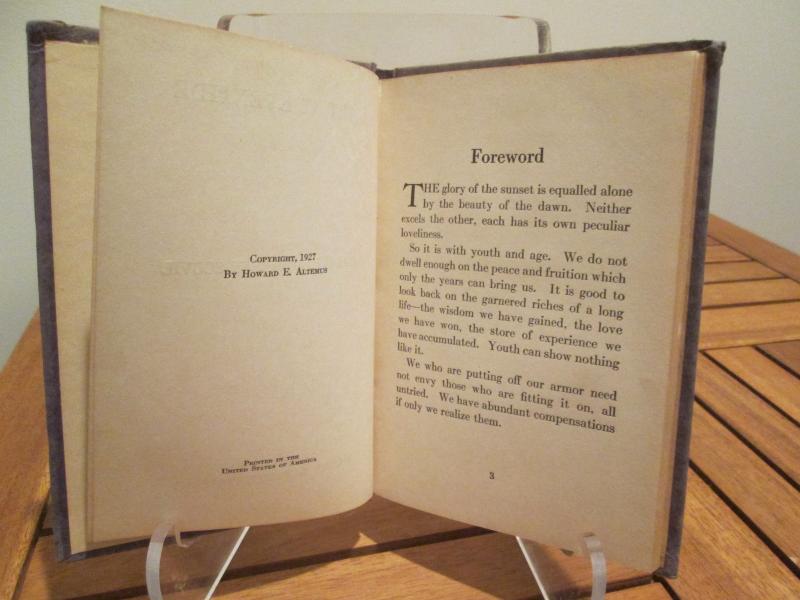 Copyright, 1927
By Howard E. Altemus
Printed in the
United States of America
Foreword
THE glory of the sunset is equalled alone
by the beauty of the dawn. Neither
excels the other, each has its own peculiar
loveliness.
So it is with youth and age. We do not
dwell enough on the peace and fruition which
only the years can bring us. It is good to
look back on the garnered riches of a long
life—the wisdom we have gained, the love
we have won, the store of experience we
have accumulated. Youth can show nothing
like it.
We who are putting off our armor need
not envy those who are fitting it on, all
untried. We have abundant compensations
if only we realize them.
3